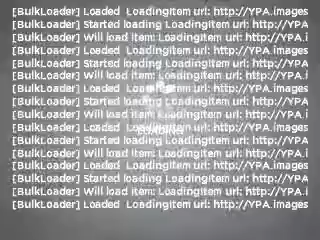 [BulkLoader] Loaded LoadingItem url: http://YPA.images
[BulkLoader] Started loading LoadingItem url: http://YPA
[BulkLoader] Will load item: LoadingItem url: http://YPA.i
[BulkLoader] Loaded LoadingItem url: http://YPA.images
[BulkLoader] Started loading LoadingItem url: http://YPA
[BulkLoader] Will load item: LoadingItem url: http://YPA.i
[BulkLoader] Loaded LoadingItem url: http://YPA.images
[BulkLoader] Started loading LoadingItem url: http://YPA
[BulkLoader] Will load item: LoadingItem url: http://YPA.i
[BulkLoader] Loaded LoadingItem url: http://YPA.images
[BulkLoader] Started loading LoadingItem url: http://YPA
[BulkLoader] Will load item: LoadingItem url: http://YPA.i
[BulkLoader] Loaded LoadingItem url: http://YPA.images
[BulkLoader] Started loading LoadingItem url: http://YPA
[BulkLoader] Will load item: LoadingItem url: http://YPA.i
[BulkLoader] Loaded LoadingItem url: http://YPA.images